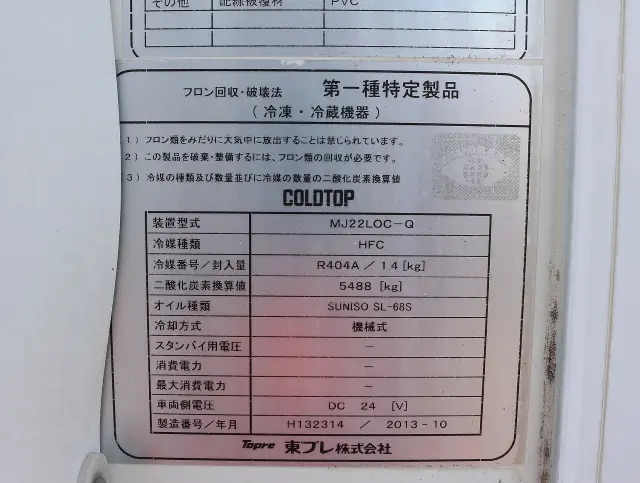 その他 配線被覆材 PVC
フロン回収・破壊法 第一種特定製品
(冷凍・冷蔵機器)
1) フロン類をみだりに大気中に放出することは禁じられています。
2) この製品を破棄・整備するには、フロン類の回収が必要です。
3) 冷媒の種類及び数量並びに冷媒の数量の二酸化炭素換算値
COLDTOP
装置型式 MJ22LOC-Q
冷媒種類 HFC
冷媒番号/封入量 R404A / 1.4 [kg]
二酸化炭素換算値 5488 [kg]
オイル種類 SUNISO SL-68S
冷却方式 機械式
スタンバイ用電圧 －
消費電力 －
最大消費電力 －
車両側電圧 DC 24 [V]
製造番号/年月 H132314 / 2013-10
Topre 東プレ株式会社